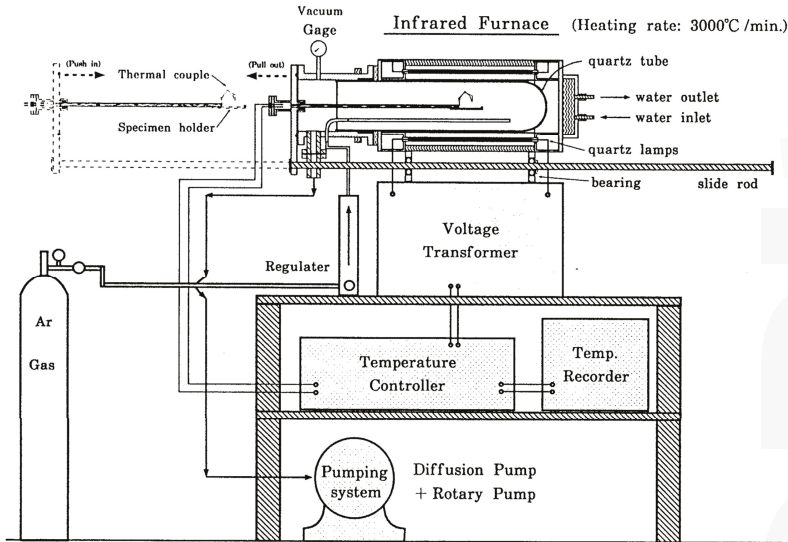 Vacuum
Gage
Infrared Furnace (Heating rate: 3000℃/min.)
(Push in)
(Pull out)
Thermal couple
Specimen holder
quartz tube
water outlet
water inlet
quartz lamps
bearing
slide rod
Voltage
Transformer
Regulater
Ar
Gas
Temperature
Controller
Temp.
Recorder
Pumping
system
Diffusion Pump
+ Rotary Pump